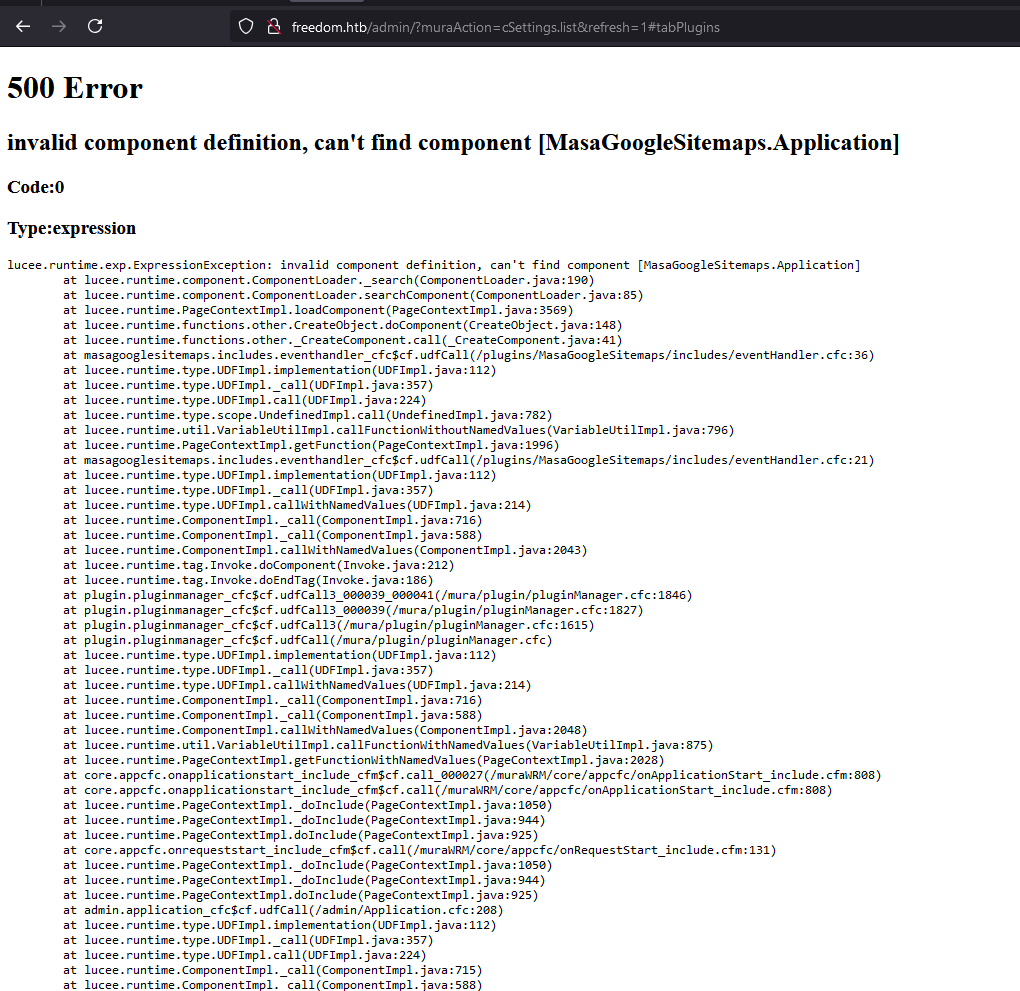 freedom.htb/admin/?muraAction=cSettings.list&refresh=1#tabPlugins
500 Error
invalid component definition, can't find component [MasaGoogleSitemaps.Application]
Code:0
Type:expression
lucee.runtime.exp.ExpressionException: invalid component definition, can't find component [MasaGoogleSitemaps.Application]
at lucee.runtime.component.ComponentLoader._search(ComponentLoader.java:190)
at lucee.runtime.component.ComponentLoader.searchComponent(ComponentLoader.java:85)
at lucee.runtime.PageContextImpl.loadComponent(PageContextImpl.java:3569)
at lucee.runtime.functions.other.CreateObject.doComponent(CreateObject.java:148)
at lucee.runtime.functions.other._CreateComponent.call(_CreateComponent.java:41)
at masagooglesitemaps.includes.eventhandler_cfc$cf.udfCall(/plugins/MasaGoogleSitemaps/includes/eventHandler.cfc:36)
at lucee.runtime.type.UDFImpl.implementation(UDFImpl.java:112)
at lucee.runtime.type.UDFImpl._call(UDFImpl.java:357)
at lucee.runtime.type.UDFImpl.call(UDFImpl.java:224)
at lucee.runtime.type.scope.UndefinedImpl.call(UndefinedImpl.java:782)
at lucee.runtime.util.VariableUtilImpl.callFunctionWithoutNamedValues(VariableUtilImpl.java:796)
at lucee.runtime.PageContextImpl.getFunction(PageContextImpl.java:1996)
at masagooglesitemaps.includes.eventhandler_cfc$cf.udfCall(/plugins/MasaGoogleSitemaps/includes/eventHandler.cfc:21)
at lucee.runtime.type.UDFImpl.implementation(UDFImpl.java:112)
at lucee.runtime.type.UDFImpl._call(UDFImpl.java:357)
at lucee.runtime.type.UDFImpl.callWithNamedValues(UDFImpl.java:214)
at lucee.runtime.ComponentImpl._call(ComponentImpl.java:716)
at lucee.runtime.ComponentImpl._call(ComponentImpl.java:588)
at lucee.runtime.ComponentImpl.callWithNamedValues(ComponentImpl.java:2043)
at lucee.runtime.tag.Invoke.doComponent(Invoke.java:212)
at lucee.runtime.tag.Invoke.doEndTag(Invoke.java:186)
at plugin.pluginmanager_cfc$cf.udfCall3_000039_000041(/mura/plugin/pluginManager.cfc:1846)
at plugin.pluginmanager_cfc$cf.udfCall3_000039(/mura/plugin/pluginManager.cfc:1827)
at plugin.pluginmanager_cfc$cf.udfCall3(/mura/plugin/pluginManager.cfc:1615)
at plugin.pluginmanager_cfc$cf.udfCall(/mura/plugin/pluginManager.cfc)
at lucee.runtime.type.UDFImpl.implementation(UDFImpl.java:112)
at lucee.runtime.type.UDFImpl._call(UDFImpl.java:357)
at lucee.runtime.type.UDFImpl.callWithNamedValues(UDFImpl.java:214)
at lucee.runtime.ComponentImpl._call(ComponentImpl.java:716)
at lucee.runtime.ComponentImpl._call(ComponentImpl.java:588)
at lucee.runtime.ComponentImpl.callWithNamedValues(ComponentImpl.java:2048)
at lucee.runtime.util.VariableUtilImpl.callFunctionWithNamedValues(VariableUtilImpl.java:875)
at lucee.runtime.PageContextImpl.getFunctionWithNamedValues(PageContextImpl.java:2028)
at core.appcfc.onapplicationstart_include_cfm$cf.call_000027(/muraWRM/core/appcfc/onApplicationStart_include.cfm:808)
at core.appcfc.onapplicationstart_include_cfm$cf.call(/muraWRM/core/appcfc/onApplicationStart_include.cfm:808)
at lucee.runtime.PageContextImpl._doInclude(PageContextImpl.java:1050)
at lucee.runtime.PageContextImpl._doInclude(PageContextImpl.java:944)
at lucee.runtime.PageContextImpl.doInclude(PageContextImpl.java:925)
at core.appcfc.onrequeststart_include_cfm$cf.call(/muraWRM/core/appcfc/onRequestStart_include.cfm:131)
at lucee.runtime.PageContextImpl._doInclude(PageContextImpl.java:1050)
at lucee.runtime.PageContextImpl._doInclude(PageContextImpl.java:944)
at lucee.runtime.PageContextImpl.doInclude(PageContextImpl.java:925)
at admin.application_cfc$cf.udfCall(/admin/Application.cfc:208)
at lucee.runtime.type.UDFImpl.implementation(UDFImpl.java:112)
at lucee.runtime.type.UDFImpl._call(UDFImpl.java:357)
at lucee.runtime.type.UDFImpl.call(UDFImpl.java:224)
at lucee.runtime.ComponentImpl._call(ComponentImpl.java:715)
at lucee.runtime.ComponentImpl._call(ComponentImpl.java:588)